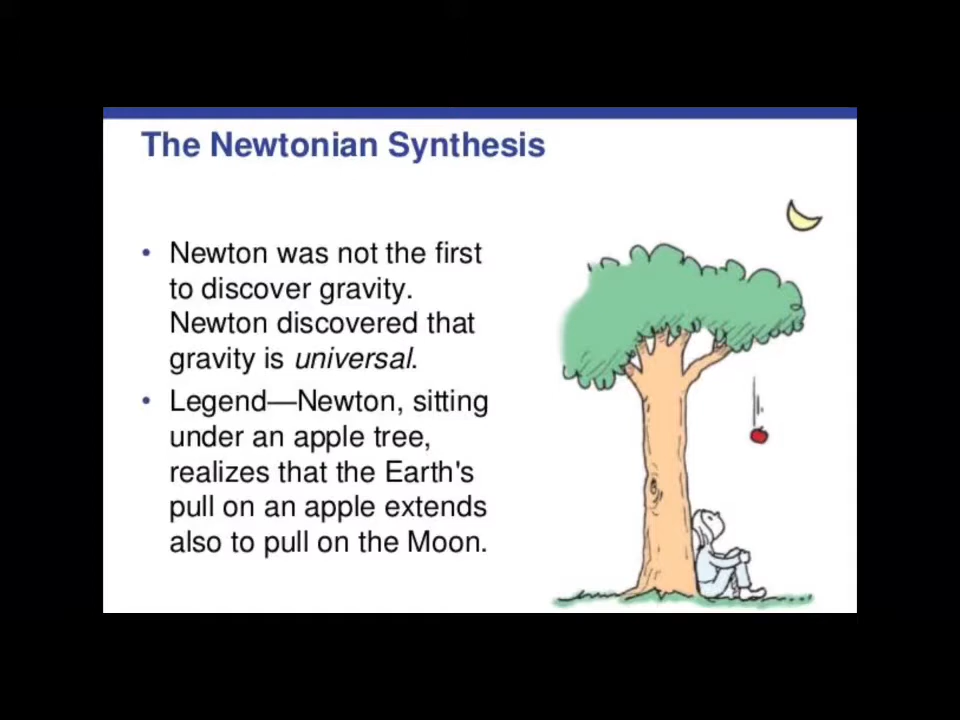 The Newtonian Synthesis
• Newton was not the first
to discover gravity.
Newton discovered that
gravity is universal.
• Legend—Newton, sitting
under an apple tree,
realizes that the Earth's
pull on an apple extends
also to pull on the Moon.